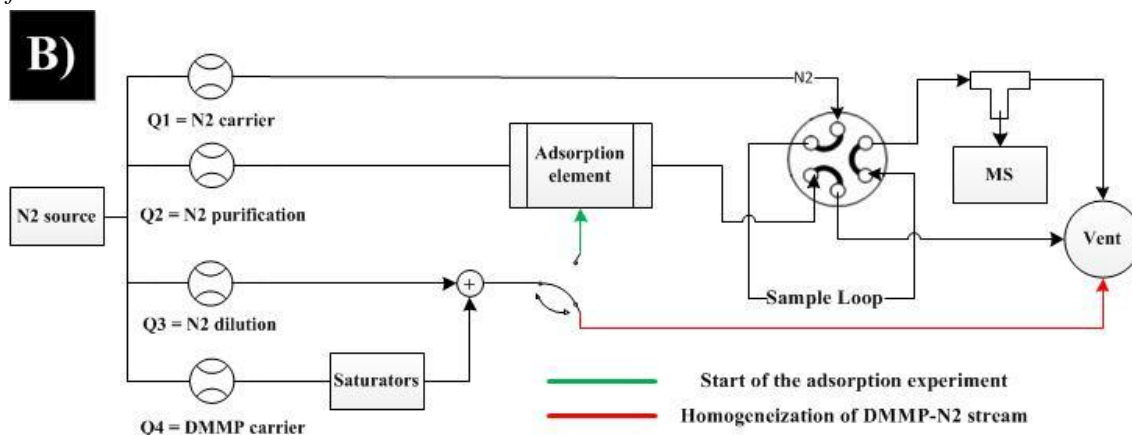 B)
N2
Q1 = N2 carrier
Adsorption
element
MS
N2 source
Q2 = N2 purification
Vent
+
Sample Loop
Q3 = N2 dilution
Saturators
Start of the adsorption experiment
Homogeneization of DMMP-N2 stream
Q4 = DMMP carrier